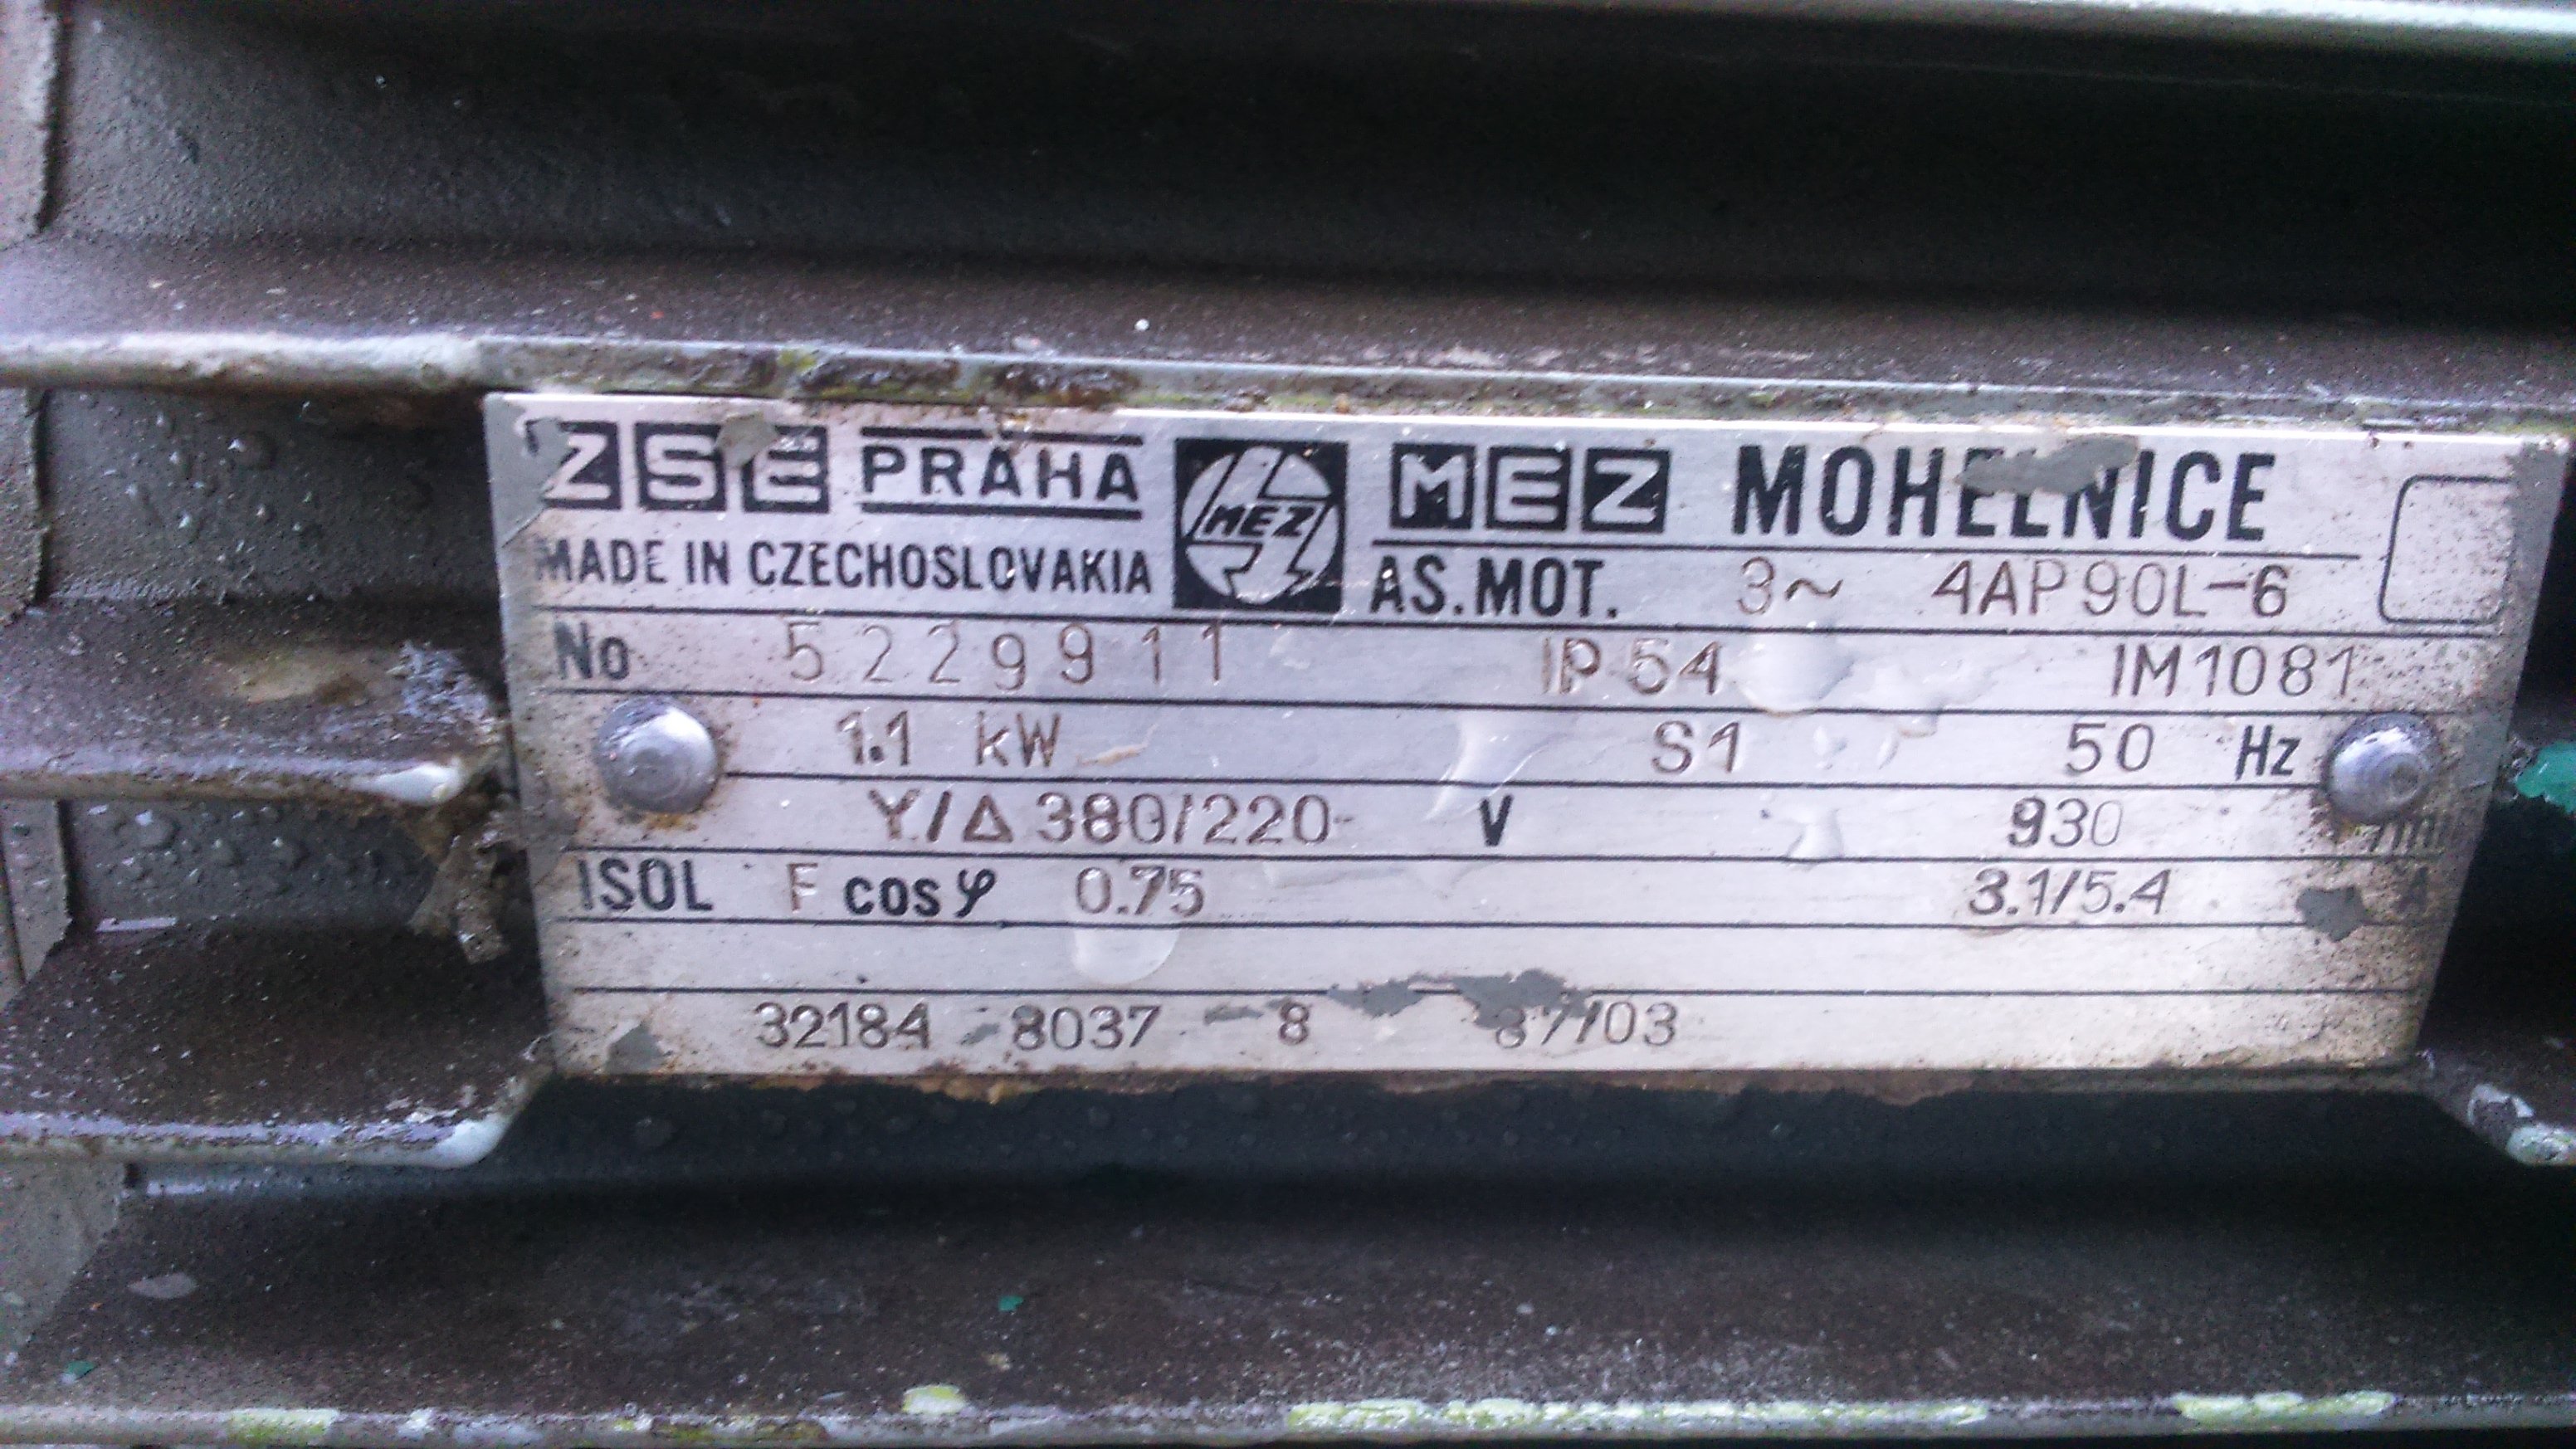 ZSE PRAHA MEZ MEZ MOHELNICE
MADE IN CZECHOSLOVAKIA AS.MOT. 3~ 4AP90L-6
No 5229911 IP 54 IM1081
1.1 kW S1 50 Hz
Y/Δ 380/220 V 930
ISOL F cos φ 0.75 3.1/5.4 A
32184 - 8037 - 8 87/03